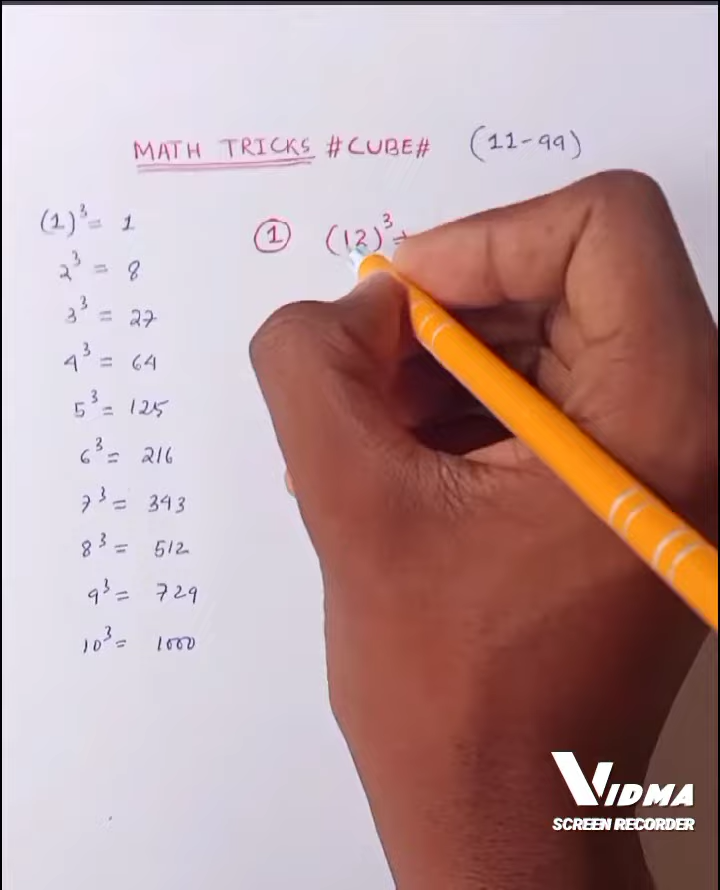 MATH TRICKS #CUBE# (11-99)
(1)³ = 1
2³ = 8
3³ = 27
4³ = 64
5³ = 125
6³ = 216
7³ = 343
8³ = 512
9³ = 729
10³ = 1000
① (12)³ =
VIDMA
SCREEN RECORDER